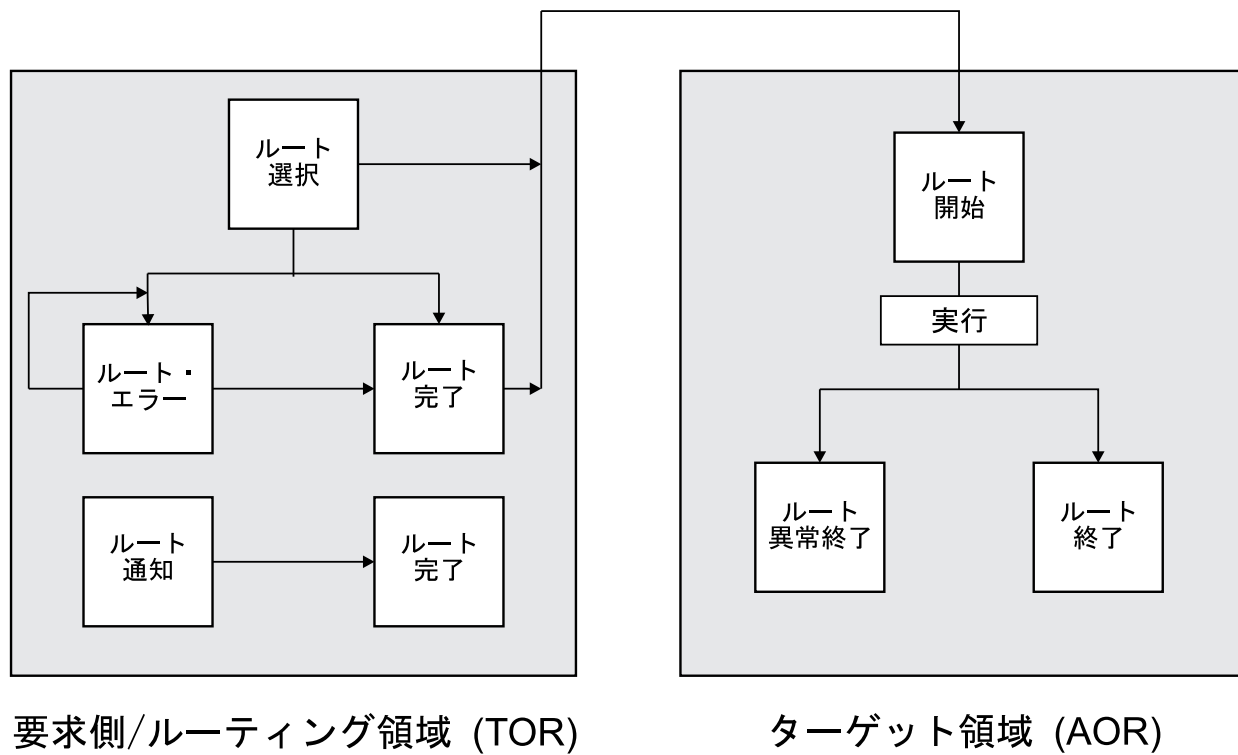 ルート
選択
ルート・
エラー
ルート
完了
ルート
通知
ルート
完了
要求側/ルーティング領域 (TOR)
ルート
開始
実行
ルート
異常終了
ルート
終了
ターゲット領域 (AOR)